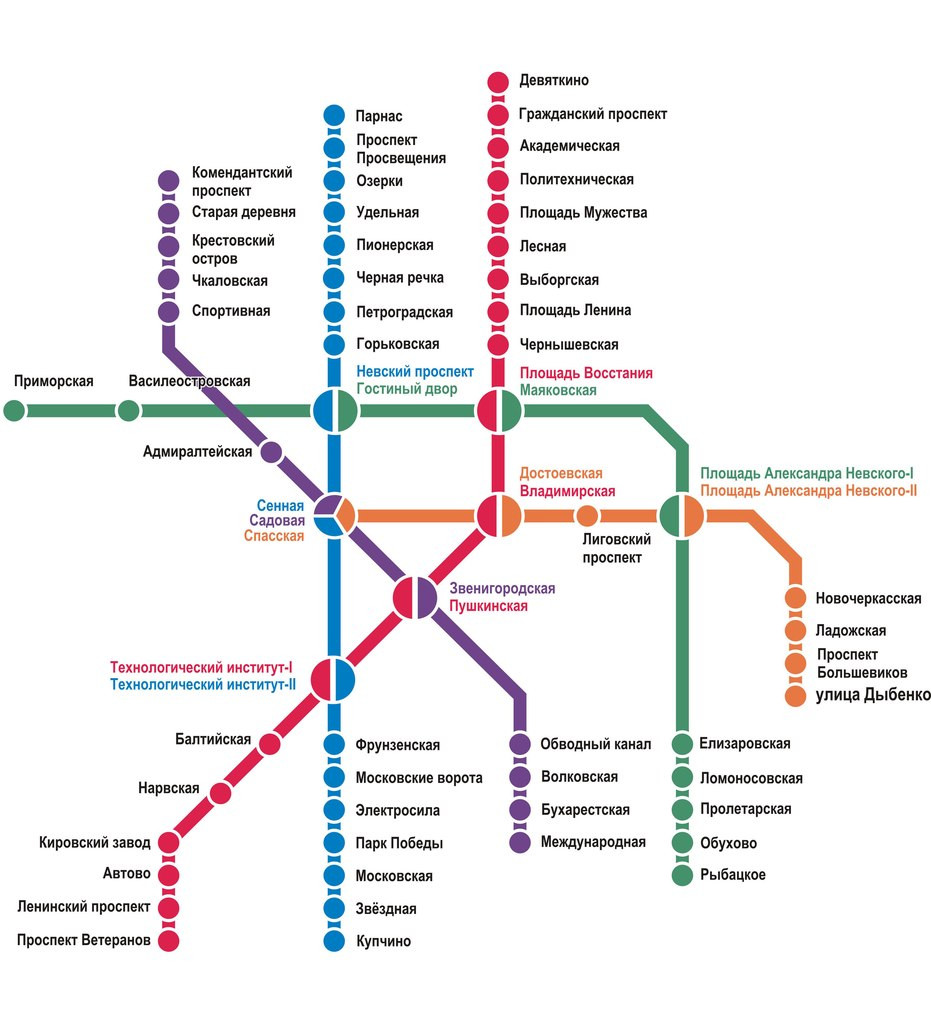 Девяткино
Гражданский проспект
Академическая
Политехническая
Площадь Мужества
Лесная
Выборгская
Площадь Ленина
Чернышевская
Площадь Восстания
Маяковская
Парнас
Проспект
Просвещения
Озерки
Удельная
Пионерская
Черная речка
Петроградская
Горьковская
Невский проспект
Гостиный двор
Комендантский
проспект
Старая деревня
Крестовский
остров
Чкаловская
Спортивная
Приморская
Василеостровская
Адмиралтейская
Сенная
Садовая
Спасская
Достоевская
Владимирская
Лиговский
проспект
Площадь Александра Невского-I
Площадь Александра Невского-II
Звенигородская
Пушкинская
Новочеркасская
Ладожская
Проспект
Большевиков
улица Дыбенко
Технологический институт-I
Технологический институт-II
Балтийская
Нарвская
Кировский завод
Автово
Ленинский проспект
Проспект Ветеранов
Фрунзенская
Московские ворота
Электросила
Парк Победы
Московская
Звёздная
Купчино
Обводный канал
Волковская
Бухарестская
Международная
Елизаровская
Ломоносовская
Пролетарская
Обухово
Рыбацкое